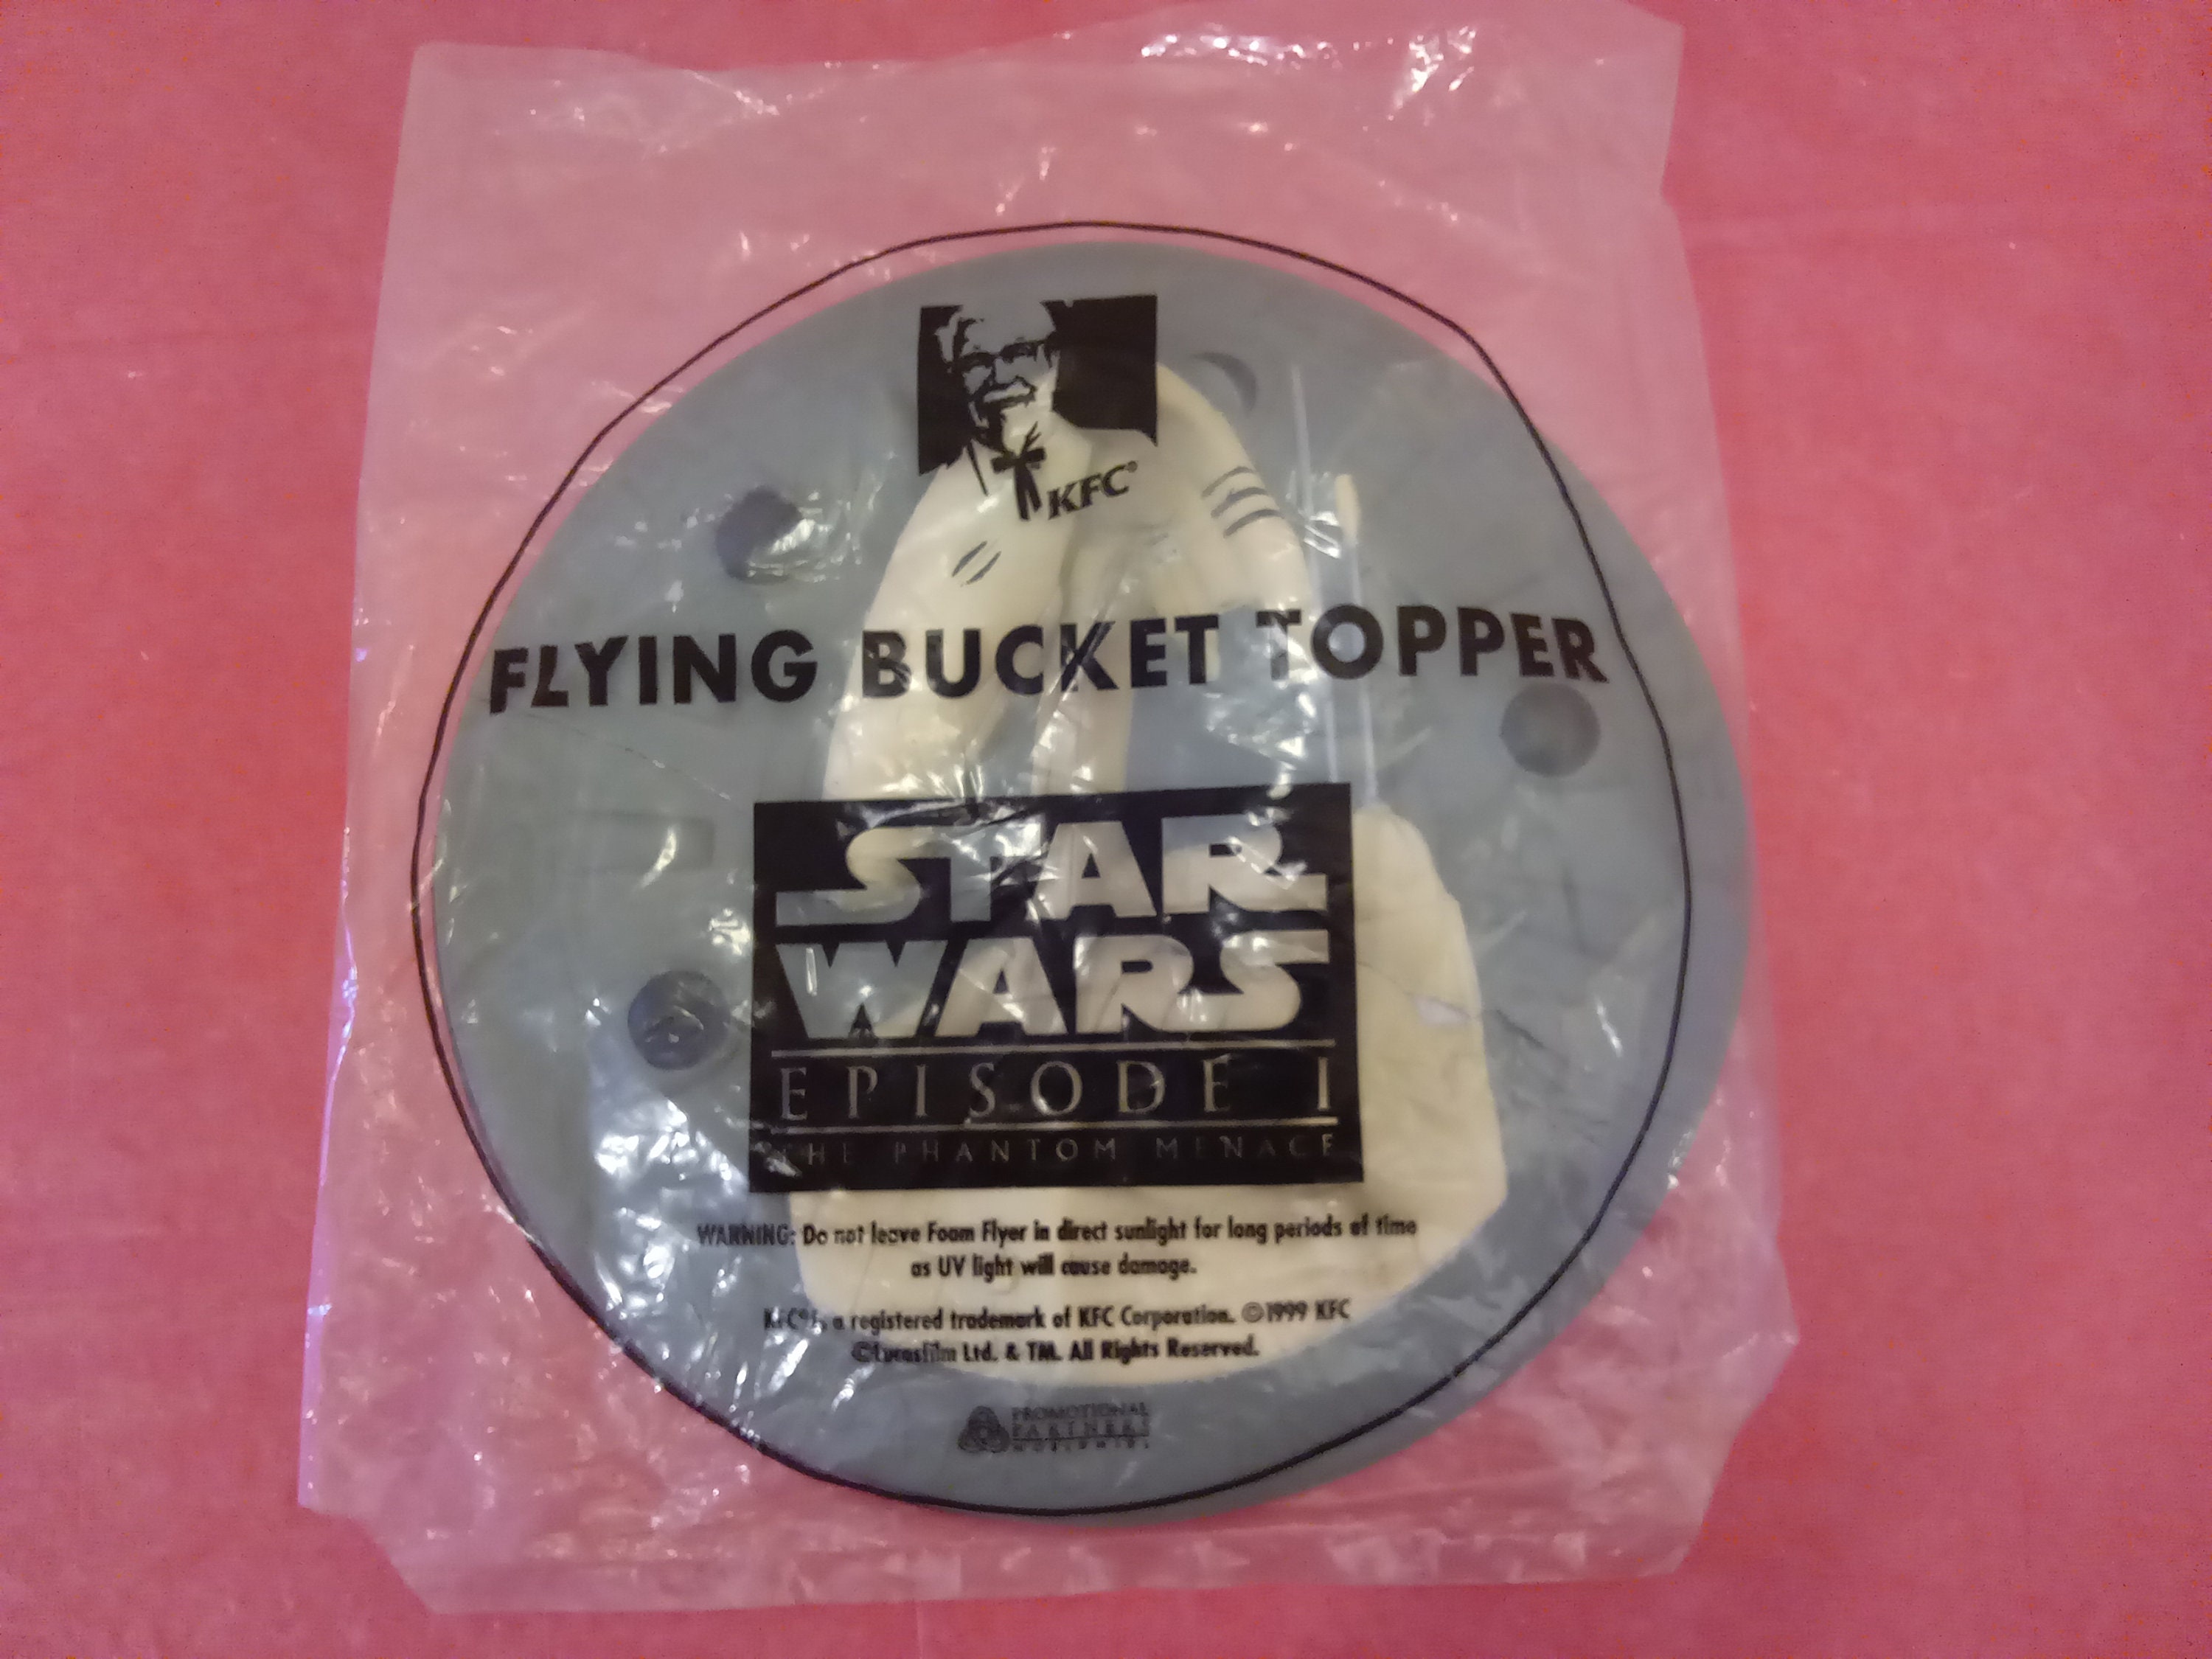 KFC®
FLYING BUCKET TOPPER
STAR
WARS
EPISODE I
THE PHANTOM MENACE
WARNING: Do not leave Foam Flyer in direct sunlight for long periods of time
as UV light will cause damage.
KFC® is a registered trademark of KFC Corporation. ©1999 KFC
©Lucasfilm Ltd. & TM. All Rights Reserved.
PROMOTIONAL
PARTNERS
WORLDWIDE